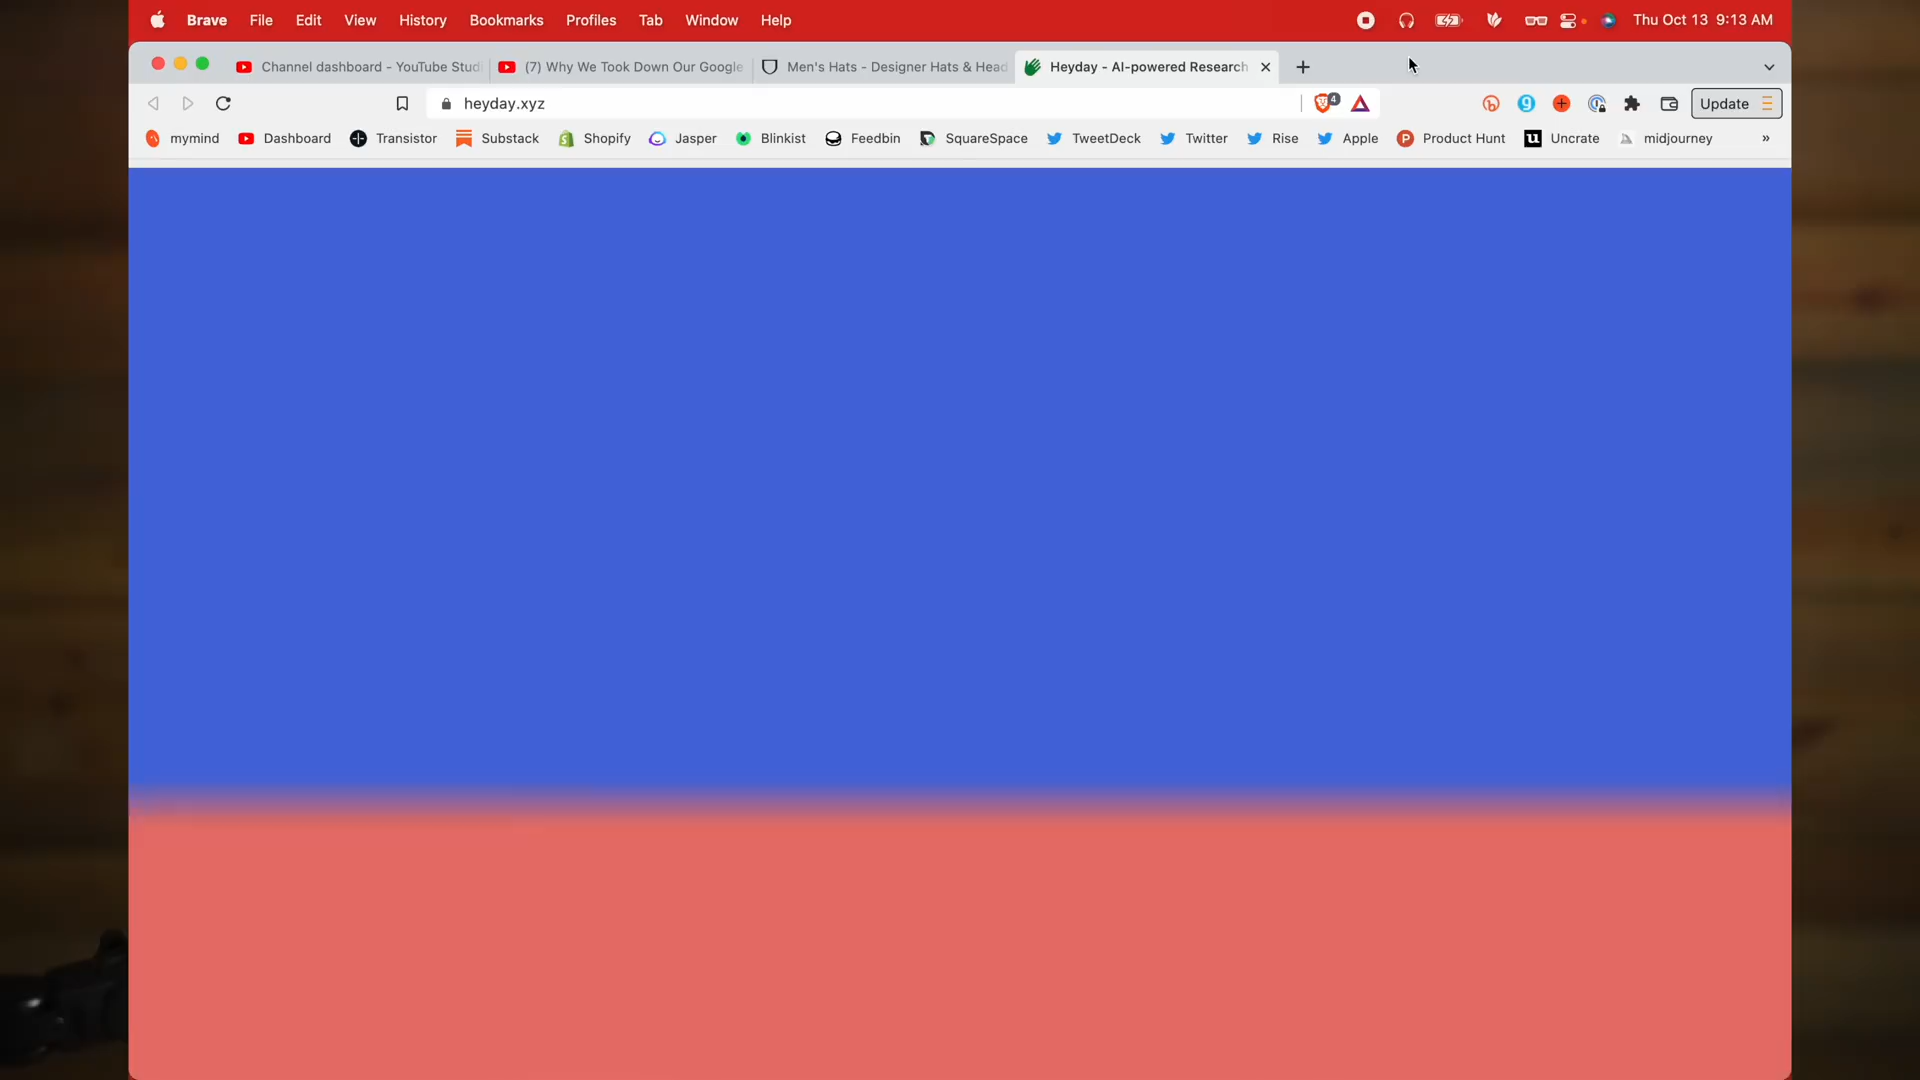 Brave File Edit View History Bookmarks Profiles Tab Window Help Thu Oct 13 9:13 AM
Channel dashboard - YouTube Studi (7) Why We Took Down Our Google Men's Hats - Designer Hats & Head Heyday - AI-powered Research
heyday.xyz 4 Update
mymind Dashboard Transistor Substack Shopify Jasper Blinkist Feedbin SquareSpace TweetDeck Twitter Rise Apple Product Hunt Uncrate midjourney »